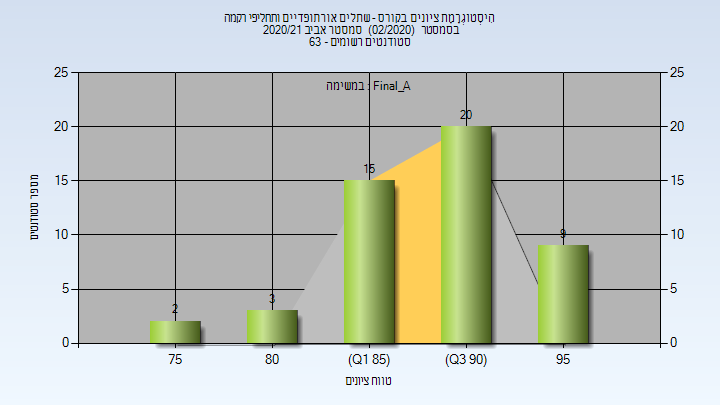 הִיסְטוֹגְרַמַת ציונים בקורס - שתלים אורתופדיים ותחליפי רקמה
בסמסטר (02/2020) סמסטר אביב 2020/21
סטודנטים רשומים - 63
במשימה : Final_A
25 25
20 20
15 15
10 10
5 5
0 0
2
3
15
20
9
מספר סטודנטים
75 80 (Q1 85) (Q3 90) 95
טווח ציונים